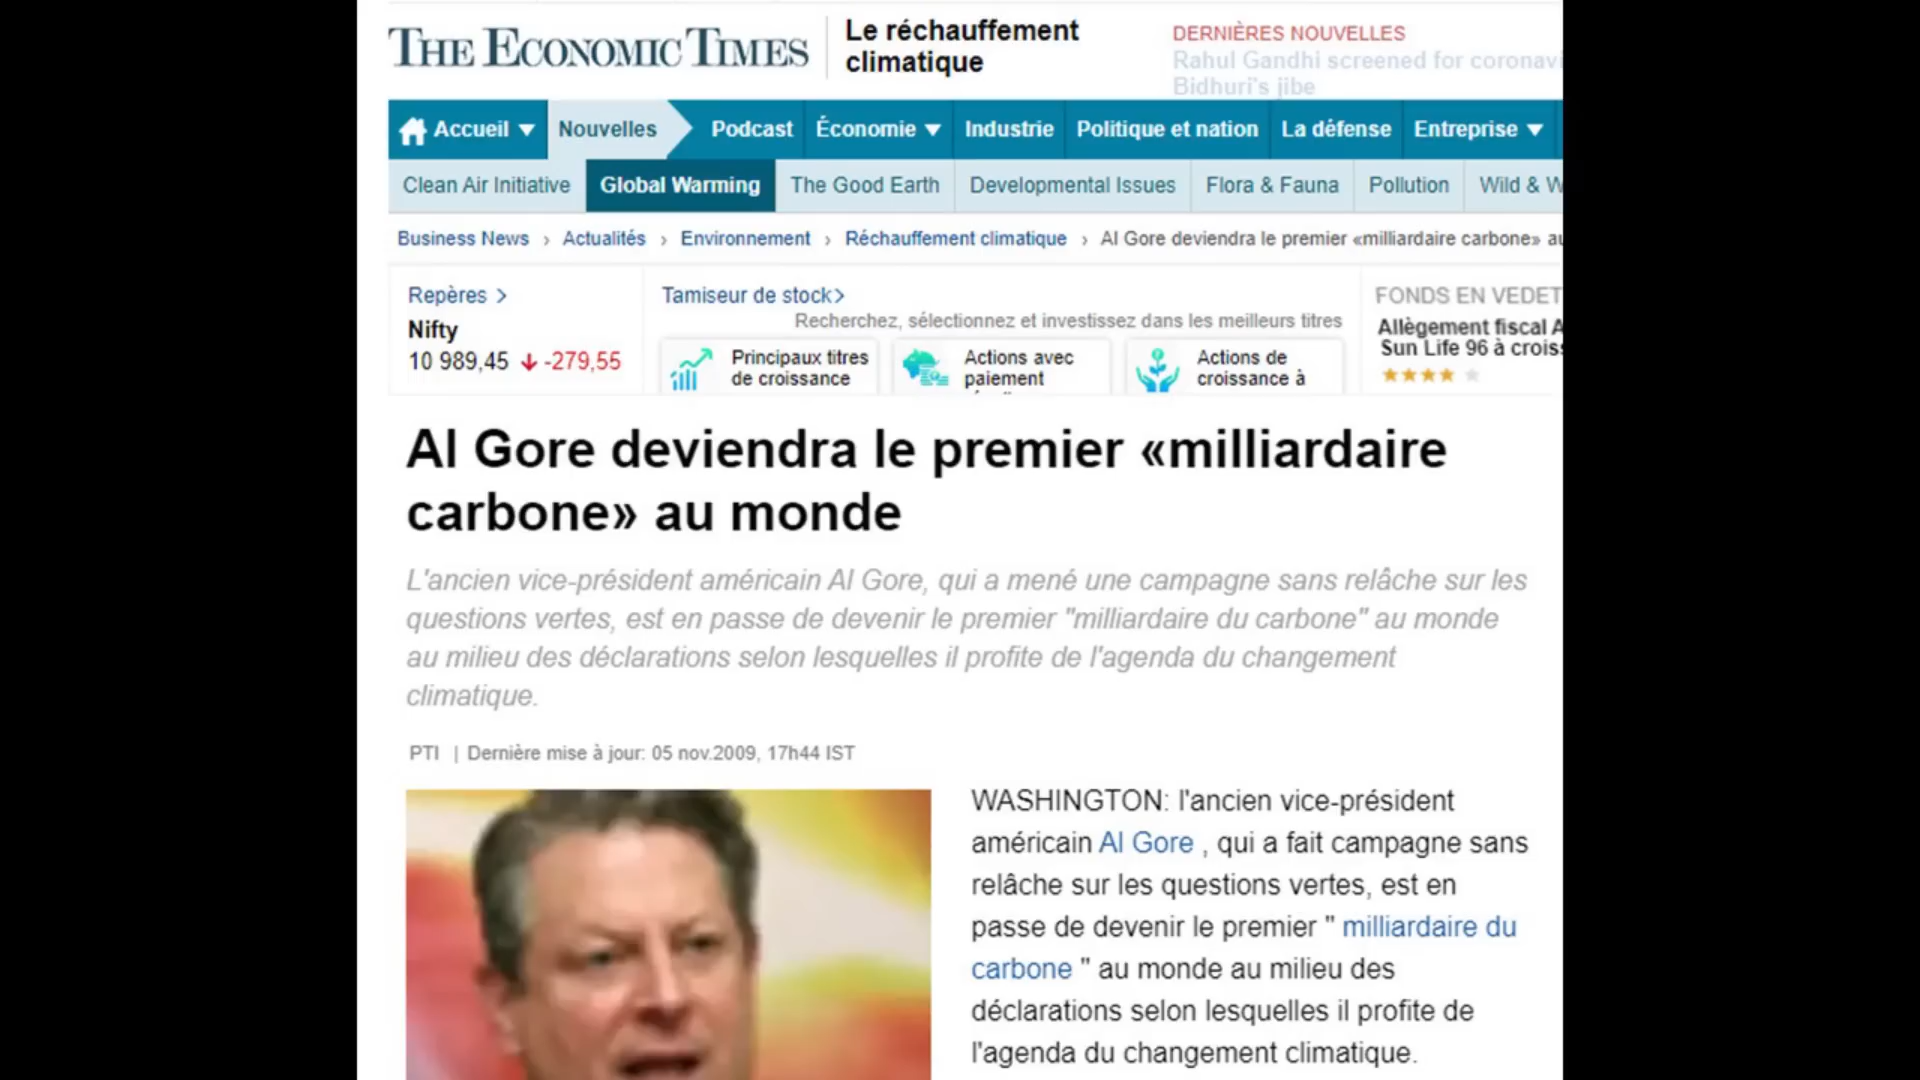 THE ECONOMIC TIMES
Le réchauffement
climatique
DERNIÈRES NOUVELLES
Rahul Gandhi screened for coronavi
Bidhuri's jibe
Accueil Nouvelles Podcast Économie Industrie Politique et nation La défense Entreprise
Clean Air Initiative Global Warming The Good Earth Developmental Issues Flora & Fauna Pollution Wild & W
Business News › Actualités › Environnement › Réchauffement climatique › Al Gore deviendra le premier «milliardaire carbone» au
Repères >
Nifty
10 989,45 -279,55
Tamiseur de stock>
Recherchez, sélectionnez et investissez dans les meilleurs titres
Principaux titres
de croissance
Actions avec
paiement
Actions de
croissance à
FONDS EN VEDET
Allègement fiscal A
Sun Life 96 à crois
Al Gore deviendra le premier «milliardaire
carbone» au monde
L'ancien vice-président américain Al Gore, qui a mené une campagne sans relâche sur les
questions vertes, est en passe de devenir le premier "milliardaire du carbone" au monde
au milieu des déclarations selon lesquelles il profite de l'agenda du changement
climatique.
PTI | Dernière mise à jour: 05 nov.2009, 17h44 IST
WASHINGTON: l'ancien vice-président
américain Al Gore , qui a fait campagne sans
relâche sur les questions vertes, est en
passe de devenir le premier " milliardaire du
carbone " au monde au milieu des
déclarations selon lesquelles il profite de
l'agenda du changement climatique.